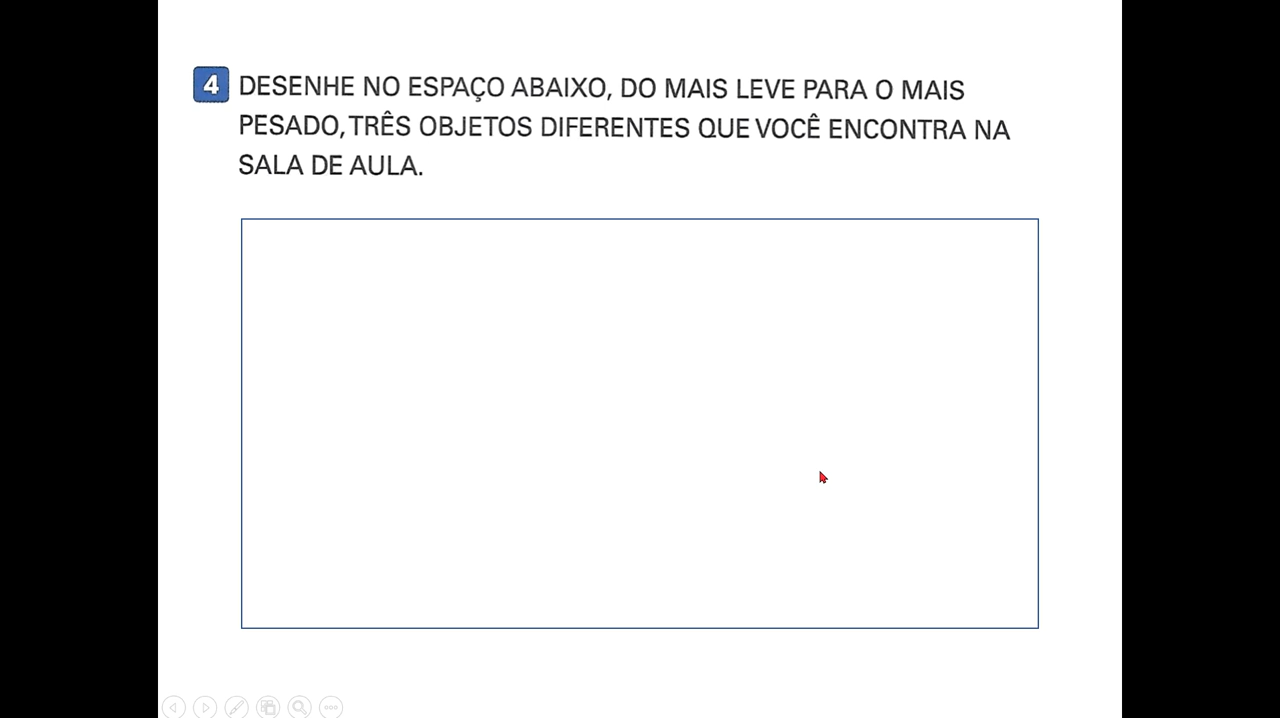 4 DESENHE NO ESPAÇO ABAIXO, DO MAIS LEVE PARA O MAIS
PESADO, TRÊS OBJETOS DIFERENTES QUE VOCÊ ENCONTRA NA
SALA DE AULA.